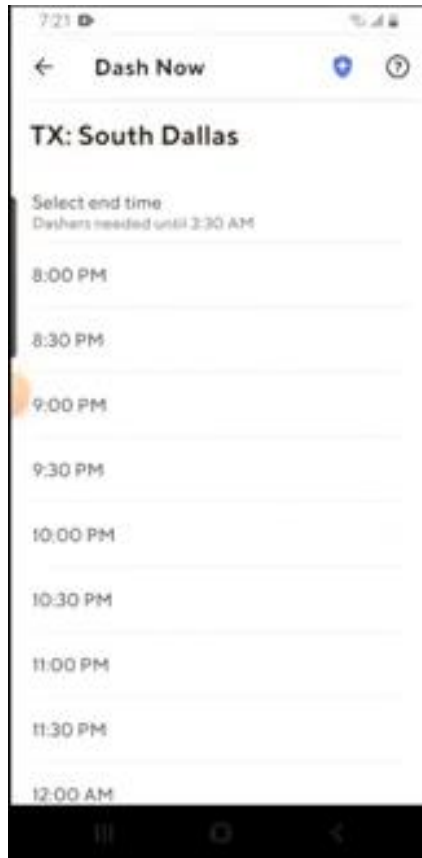 7:21
Dash Now
TX: South Dallas
Select end time
Dashers needed until 2:30 AM
8:00 PM
8:30 PM
9:00 PM
9:30 PM
10:00 PM
10:30 PM
11:00 PM
11:30 PM
12:00 AM